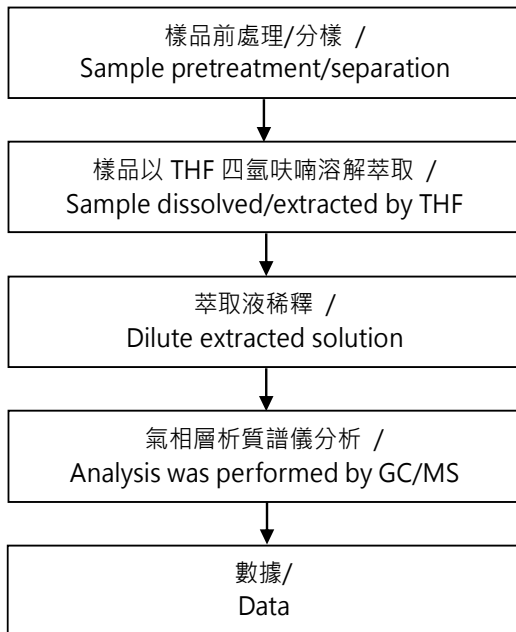 樣品前處理/分樣 /
Sample pretreatment/separation
樣品以 THF 四氫呋喃溶解萃取 /
Sample dissolved/extracted by THF
萃取液稀釋 /
Dilute extracted solution
氣相層析質譜儀分析 /
Analysis was performed by GC/MS
數據/
Data